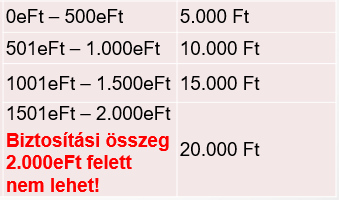 0eFt – 500eFt 5.000 Ft
501eFt – 1.000eFt 10.000 Ft
1001eFt – 1.500eFt 15.000 Ft
1501eFt – 2.000eFt
Biztosítási összeg
2.000eFt felett
nem lehet!
20.000 Ft